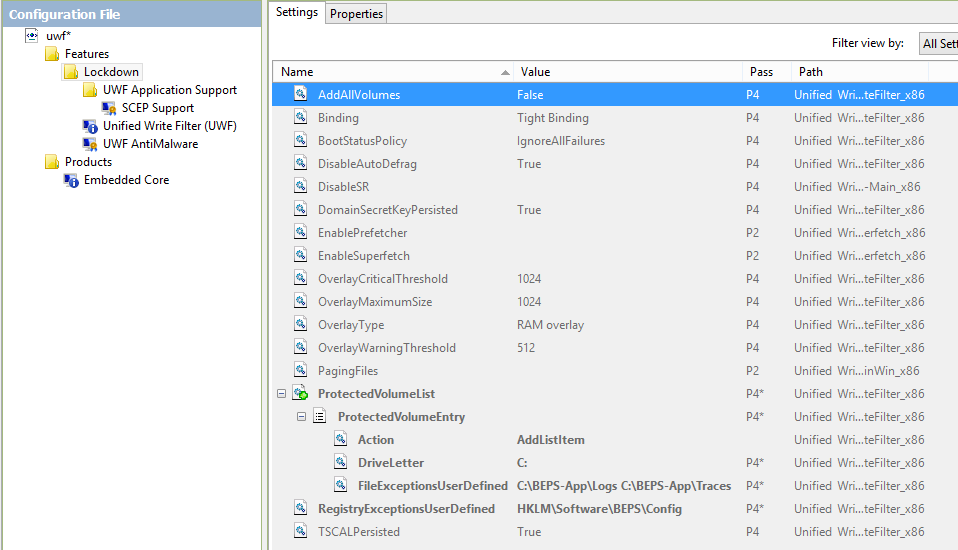 Configuration File
uwf*
Features
Lockdown
UWF Application Support
SCEP Support
Unified Write Filter (UWF)
UWF AntiMalware
Products
Embedded Core
Settings Properties
Filter view by: All Sett
Name Value Pass Path
AddAllVolumes False P4 Unified Wri...teFilter_x86
Binding Tight Binding P4 Unified Wri...teFilter_x86
BootStatusPolicy IgnoreAllFailures P4 Unified Wri...teFilter_x86
DisableAutoDefrag True P4 Unified Wri...teFilter_x86
DisableSR P4 Unified Wri...-Main_x86
DomainSecretKeyPersisted True P4 Unified Wri...teFilter_x86
EnablePrefetcher P2 Unified Wri...erfetch_x86
EnableSuperfetch P2 Unified Wri...erfetch_x86
OverlayCriticalThreshold 1024 P4 Unified Wri...teFilter_x86
OverlayMaximumSize 1024 P4 Unified Wri...teFilter_x86
OverlayType RAM overlay P4 Unified Wri...teFilter_x86
OverlayWarningThreshold 512 P4 Unified Wri...teFilter_x86
PagingFiles P2 Unified Wri...inWin_x86
ProtectedVolumeList P4* Unified Wri...teFilter_x86
ProtectedVolumeEntry P4* Unified Wri...teFilter_x86
Action AddListItem Unified Wri...teFilter_x86
DriveLetter C: P4* Unified Wri...teFilter_x86
FileExceptionsUserDefined C:\BEPS-App\Logs C:\BEPS-App\Traces P4* Unified Wri...teFilter_x86
RegistryExceptionsUserDefined HKLM\Software\BEPS\Config P4* Unified Wri...teFilter_x86
TSCALPersisted True P4 Unified Wri...teFilter_x86